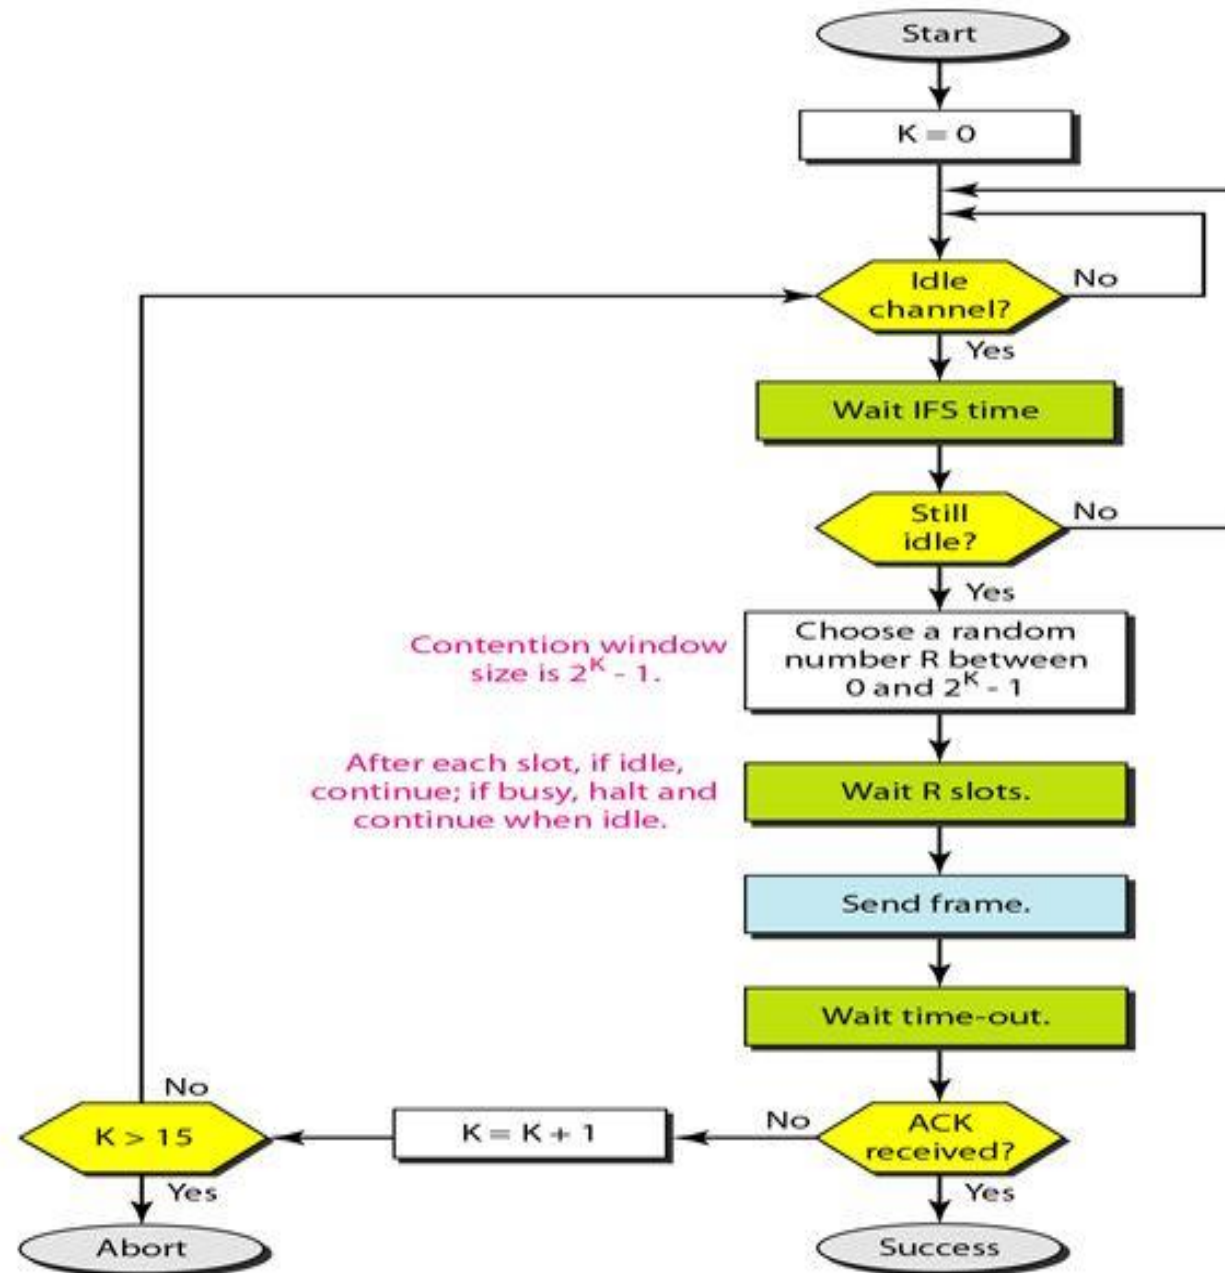 Start
K = 0
Idle
channel?
No
Yes
Wait IFS time
Still
idle?
No
Yes
Contention window
size is 2^K - 1.
Choose a random
number R between
0 and 2^K - 1
After each slot, if idle,
continue; if busy, halt and
continue when idle.
Wait R slots.
Send frame.
Wait time-out.
ACK
received?
No
K = K + 1
K > 15
No
Yes
Yes
Abort
Success